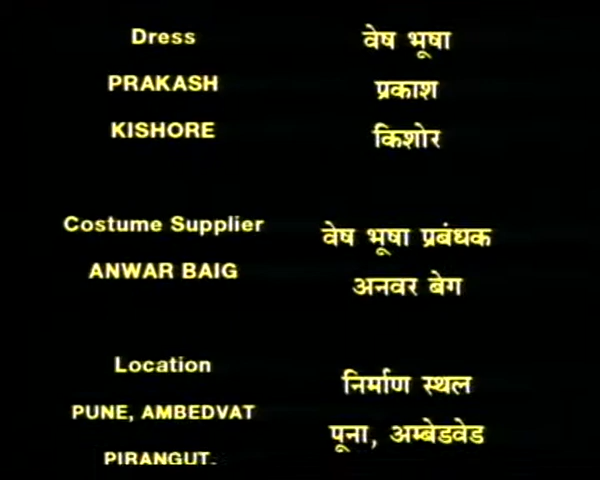 Dress
वेष भूषा
PRAKASH
प्रकाश
KISHORE
किशोर
Costume Supplier
वेष भूषा प्रबंधक
ANWAR BAIG
अनवर बेग
Location
निर्माण स्थल
PUNE, AMBEDVAT
पूना, अम्बेडवेड
PIRANGUT.